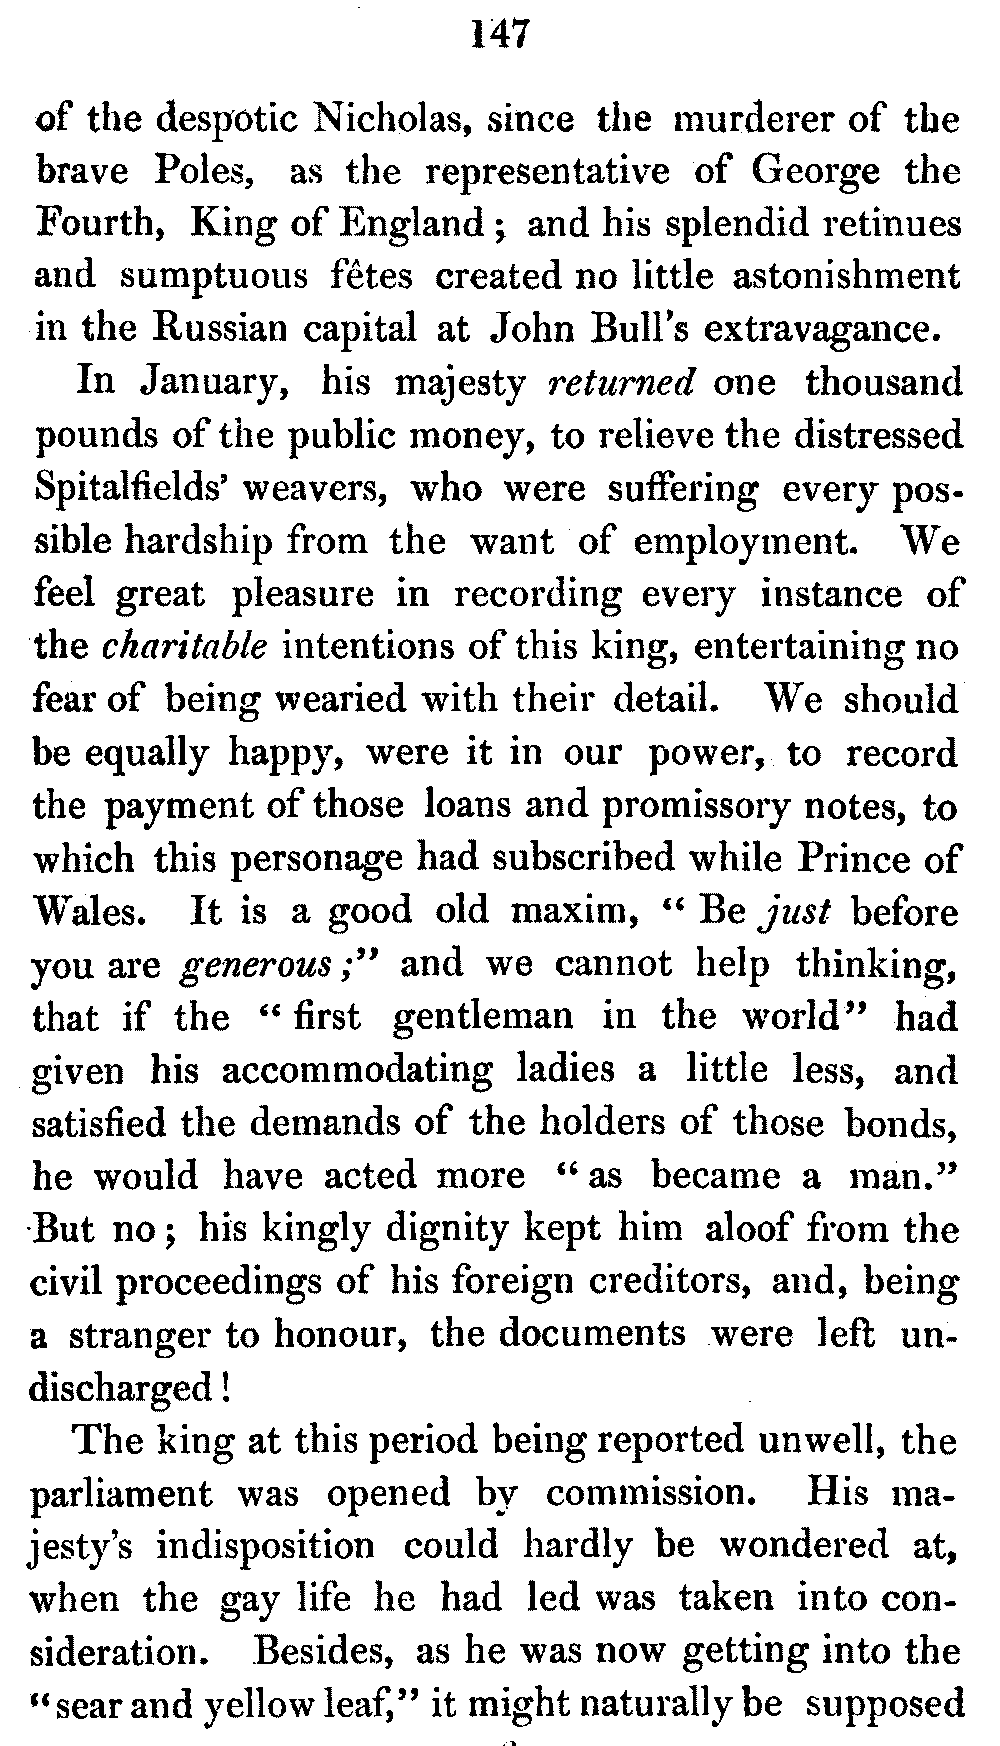 147
of the despotic Nicholas, since the murderer of the
brave Poles, as the representative of George the
Fourth, King of England ; and his splendid retinues
and sumptuous fêtes created no little astonishment
in the Russian capital at John Bull's extravagance.
In January, his majesty returned one thousand
pounds of the public money, to relieve the distressed
Spitalfields' weavers, who were suffering every pos-
sible hardship from the want of employment. We
feel great pleasure in recording every instance of
the charitable intentions of this king, entertaining no
fear of being wearied with their detail. We should
be equally happy, were it in our power, to record
the payment of those loans and promissory notes, to
which this personage had subscribed while Prince of
Wales. It is a good old maxim, " Be just before
you are generous ;" and we cannot help thinking,
that if the " first gentleman in the world" had
given his accommodating ladies a little less, and
satisfied the demands of the holders of those bonds,
he would have acted more " as became a man."
But no ; his kingly dignity kept him aloof from the
civil proceedings of his foreign creditors, and, being
a stranger to honour, the documents were left un-
discharged !
The king at this period being reported unwell, the
parliament was opened by commission. His ma-
jesty's indisposition could hardly be wondered at,
when the gay life he had led was taken into con-
sideration. Besides, as he was now getting into the
"sear and yellow leaf," it might naturally be supposed